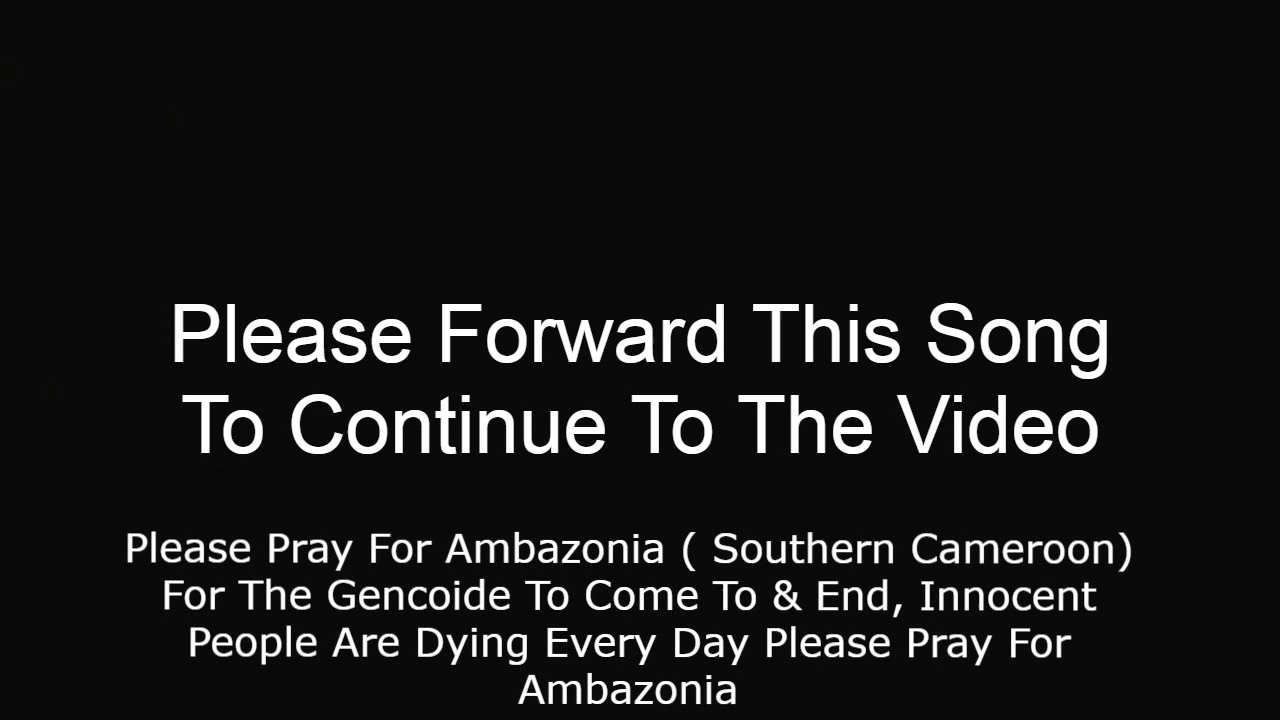 Please Forward This Song
To Continue To The Video
Please Pray For Ambazonia ( Southern Cameroon)
For The Gencoide To Come To & End, Innocent
People Are Dying Every Day Please Pray For
Ambazonia